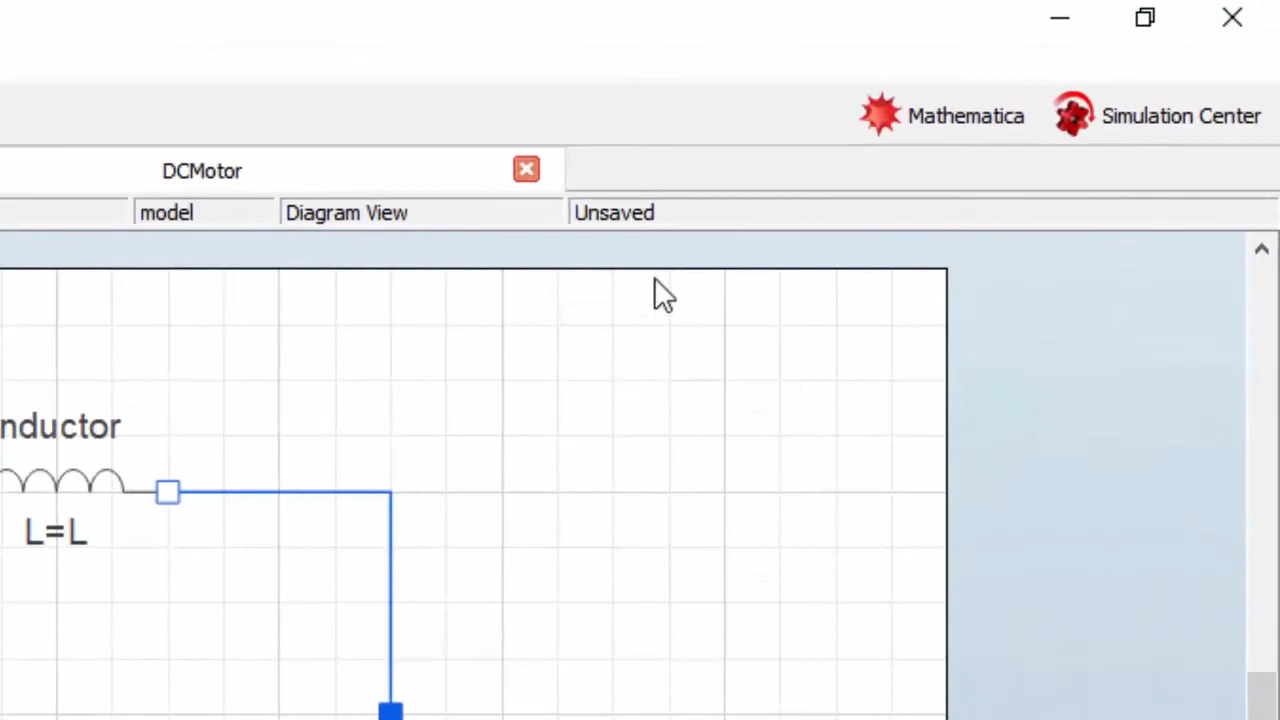 Mathematica Simulation Center
DCMotor
model Diagram View Unsaved
nductor
L=L